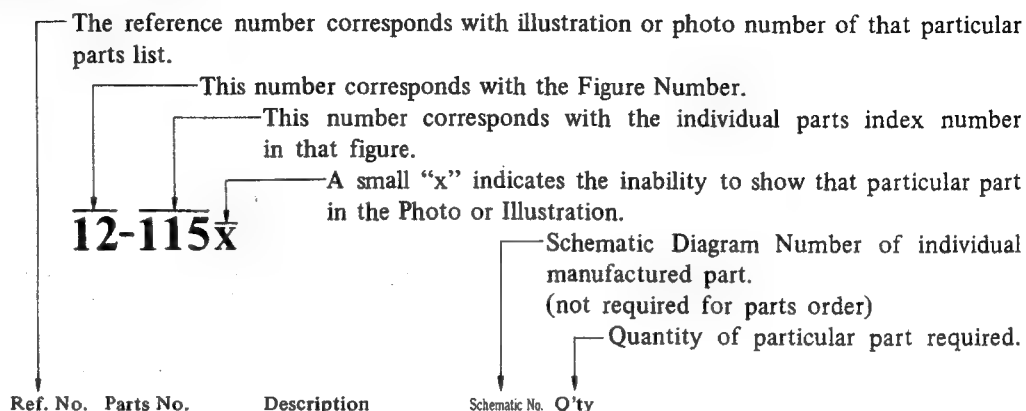 The reference number corresponds with illustration or photo number of that particular
parts list.
This number corresponds with the Figure Number.
This number corresponds with the individual parts index number
in that figure.
A small “x” indicates the inability to show that particular part
in the Photo or Illustration.
12-115x
Schematic Diagram Number of individual
manufactured part.
(not required for parts order)
Quantity of particular part required.
Ref. No. Parts No. Description Schematic No. Q'ty